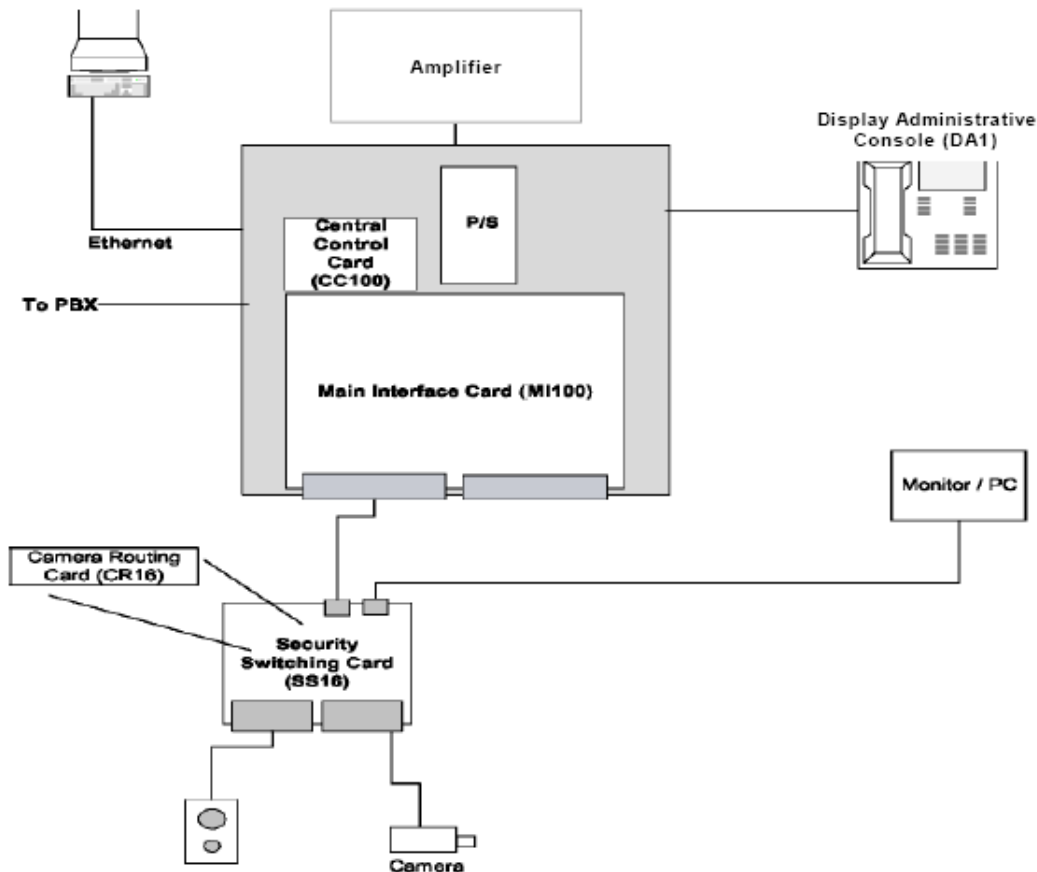 Amplifier
Display Administrative
Console (DA1)
P/S
Central
Control
Card
(CC100)
Ethernet
To PBX
Main Interface Card (MI100)
Monitor / PC
Camera Routing
Card (CR16)
Security
Switching Card
(SS16)
Camera